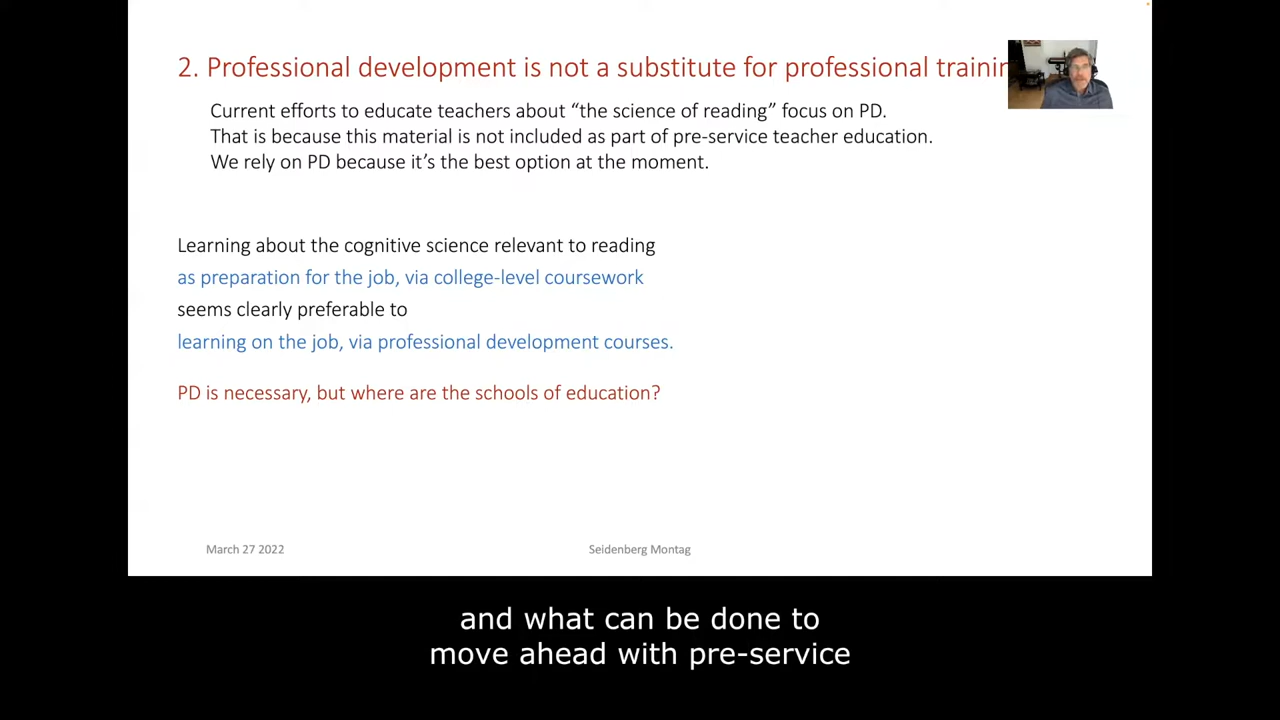 2. Professional development is not a substitute for professional trainin
Current efforts to educate teachers about “the science of reading” focus on PD.
That is because this material is not included as part of pre-service teacher education.
We rely on PD because it’s the best option at the moment.
Learning about the cognitive science relevant to reading
as preparation for the job, via college-level coursework
seems clearly preferable to
learning on the job, via professional development courses.
PD is necessary, but where are the schools of education?
March 27 2022
Seidenberg Montag
and what can be done to
move ahead with pre-service